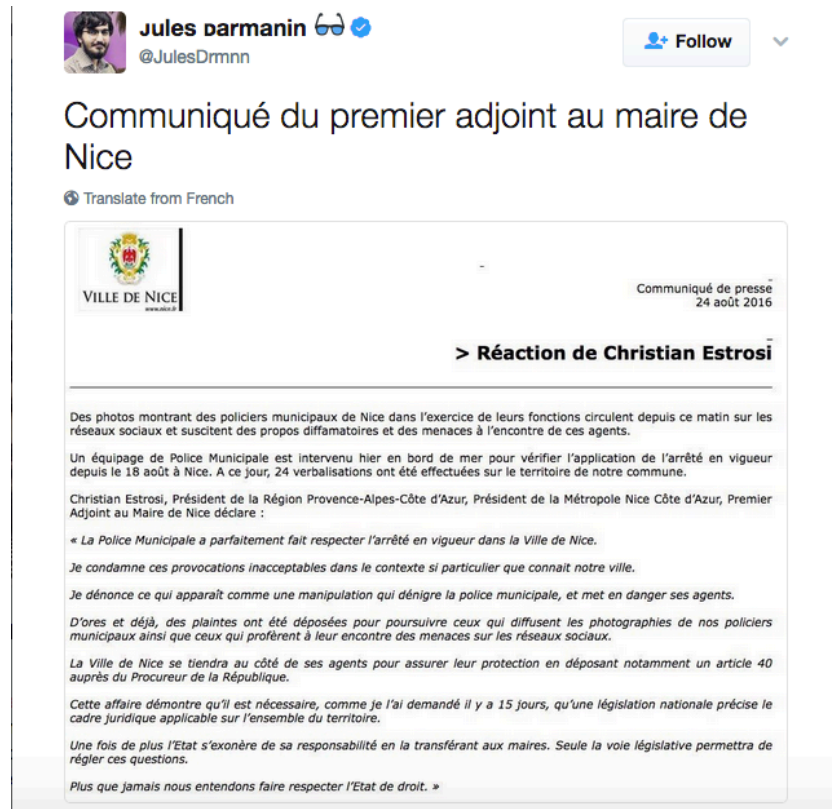 Jules Darmanin
@JulesDrmnn
Follow
Communiqué du premier adjoint au maire de
Nice
Translate from French
VILLE DE NICE
www.nice.fr
Communiqué de presse
24 août 2016
> Réaction de Christian Estrosi
Des photos montrant des policiers municipaux de Nice dans l'exercice de leurs fonctions circulent depuis ce matin sur les
réseaux sociaux et suscitent des propos diffamatoires et des menaces à l'encontre de ces agents.
Un équipage de Police Municipale est intervenu hier en bord de mer pour vérifier l'application de l'arrêté en vigueur
depuis le 18 août à Nice. A ce jour, 24 verbalisations ont été effectuées sur le territoire de notre commune.
Christian Estrosi, Président de la Région Provence-Alpes-Côte d'Azur, Président de la Métropole Nice Côte d'Azur, Premier
Adjoint au Maire de Nice déclare :
« La Police Municipale a parfaitement fait respecter l'arrêté en vigueur dans la Ville de Nice.
Je condamne ces provocations inacceptables dans le contexte si particulier que connait notre ville.
Je dénonce ce qui apparaît comme une manipulation qui dénigre la police municipale, et met en danger ses agents.
D'ores et déjà, des plaintes ont été déposées pour poursuivre ceux qui diffusent les photographies de nos policiers
municipaux ainsi que ceux qui profèrent à leur encontre des menaces sur les réseaux sociaux.
La Ville de Nice se tiendra au côté de ses agents pour assurer leur protection en déposant notamment un article 40
auprès du Procureur de la République.
Cette affaire démontre qu'il est nécessaire, comme je l'ai demandé il y a 15 jours, qu'une législation nationale précise le
cadre juridique applicable sur l'ensemble du territoire.
Une fois de plus l'Etat s'exonère de sa responsabilité en la transférant aux maires. Seule la voie législative permettra de
régler ces questions.
Plus que jamais nous entendons faire respecter l'Etat de droit. »